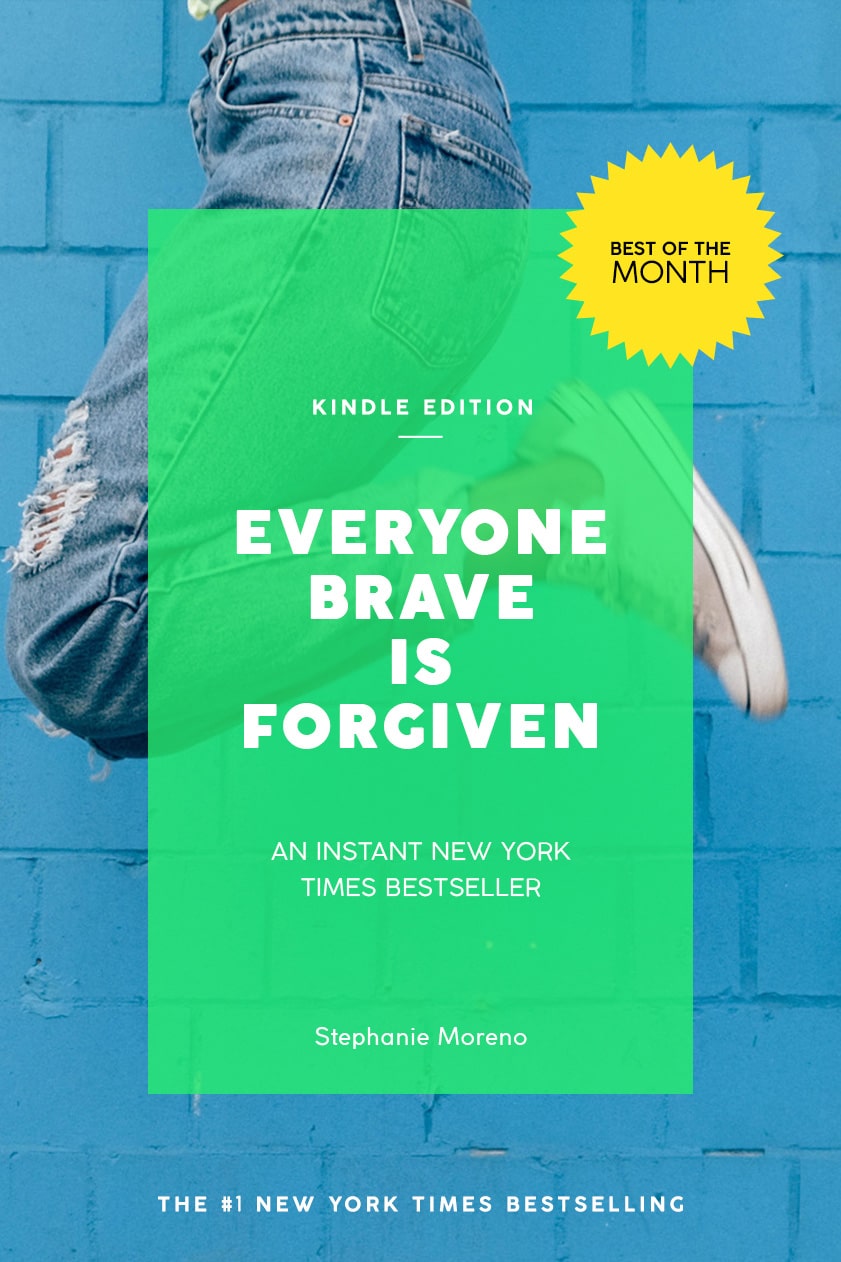 BEST OF THE
MONTH
KINDLE EDITION
EVERYONE
BRAVE
IS
FORGIVEN
AN INSTANT NEW YORK
TIMES BESTSELLER
Stephanie Moreno
THE #1 NEW YORK TIMES BESTSELLING